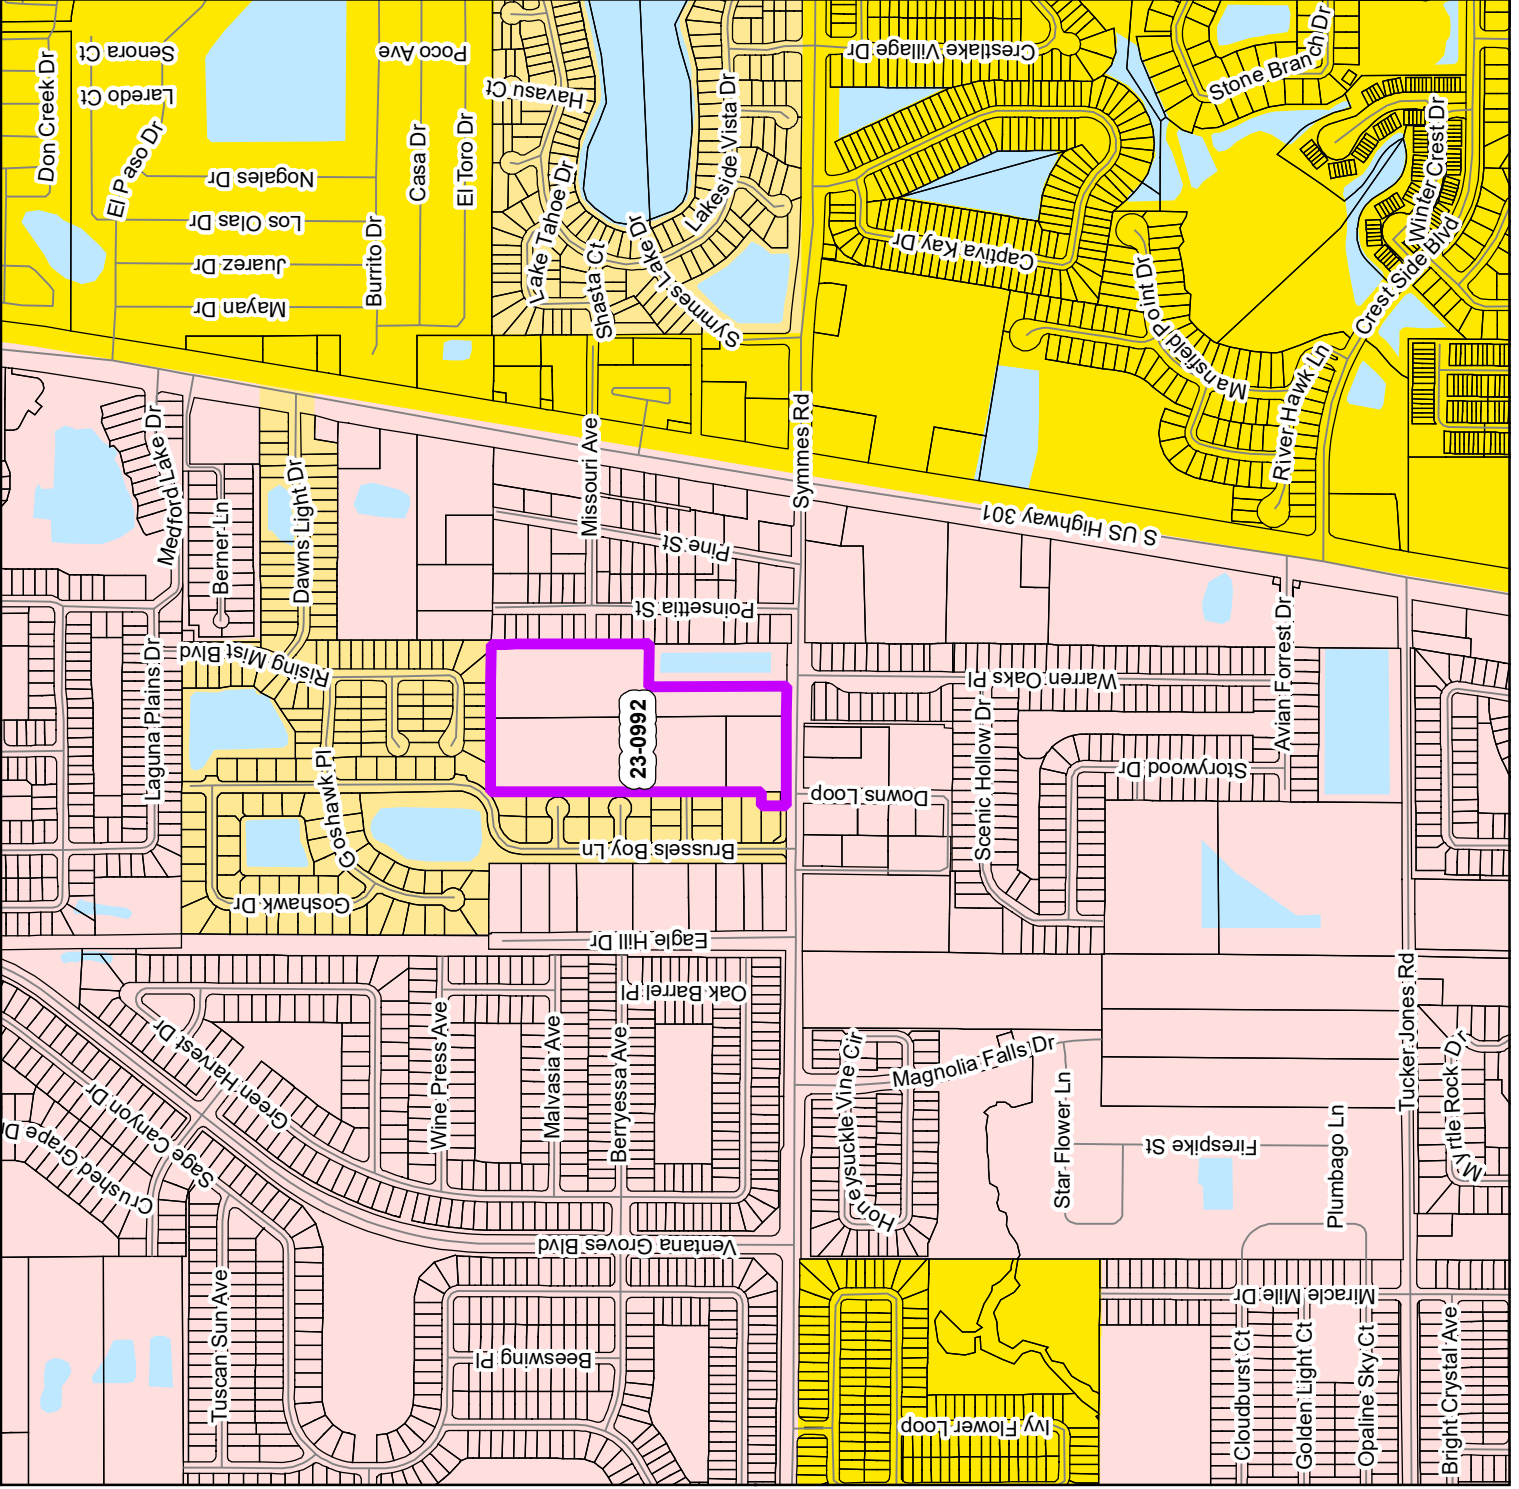 Don Creek Dr
Senora Ct
Laredo Ct
El Paso Dr
Nogales Dr
Los Olas Dr
Juarez Dr
Mayan Dr
Burrito Dr
Poco Ave
Casa Dr
El Toro Dr
Havasu Ct
Lake Tahoe Dr
Shasta Ct
Symmes Lake Dr
Lakeside Vista Dr
Crestlake Village Dr
Captiva Kay Dr
Stone Branch Dr
Winter Crest Dr
Crest Side Blvd
Mansfield Point Dr
River Hawk Ln
Medford Lake Dr
Berner Ln
Dawns Light Dr
Missouri Ave
Pine St
Symmes Rd
S US Highway 301
Poinsettia St
Rising Mist Blvd
Laguna Plains Dr
Goshawk Pl
Goshawk Dr
23-0992
Brussels Boy Ln
Eagle Hill Dr
Downs Loop
Warren Oaks Pl
Scenic Hollow Dr
Storywood Dr
Avian Forrest Dr
Oak Barrel Pl
Wine Press Ave
Malvasia Ave
Berryessa Ave
Green Harvest Dr
Sage Canyon Dr
Crushed Grape Dr
Tuscan Sun Ave
Ventana Groves Blvd
Beeswing Pl
Honeysuckle Vine Cir
Magnolia Falls Dr
Star Flower Ln
Firespike St
Plumbago Ln
Tucker Jones Rd
Myrtle Rock Dr
Miracle Mile Dr
Ivy Flower Loop
Cloudburst Ct
Golden Light Ct
Opaline Sky Ct
Bright Crystal Ave